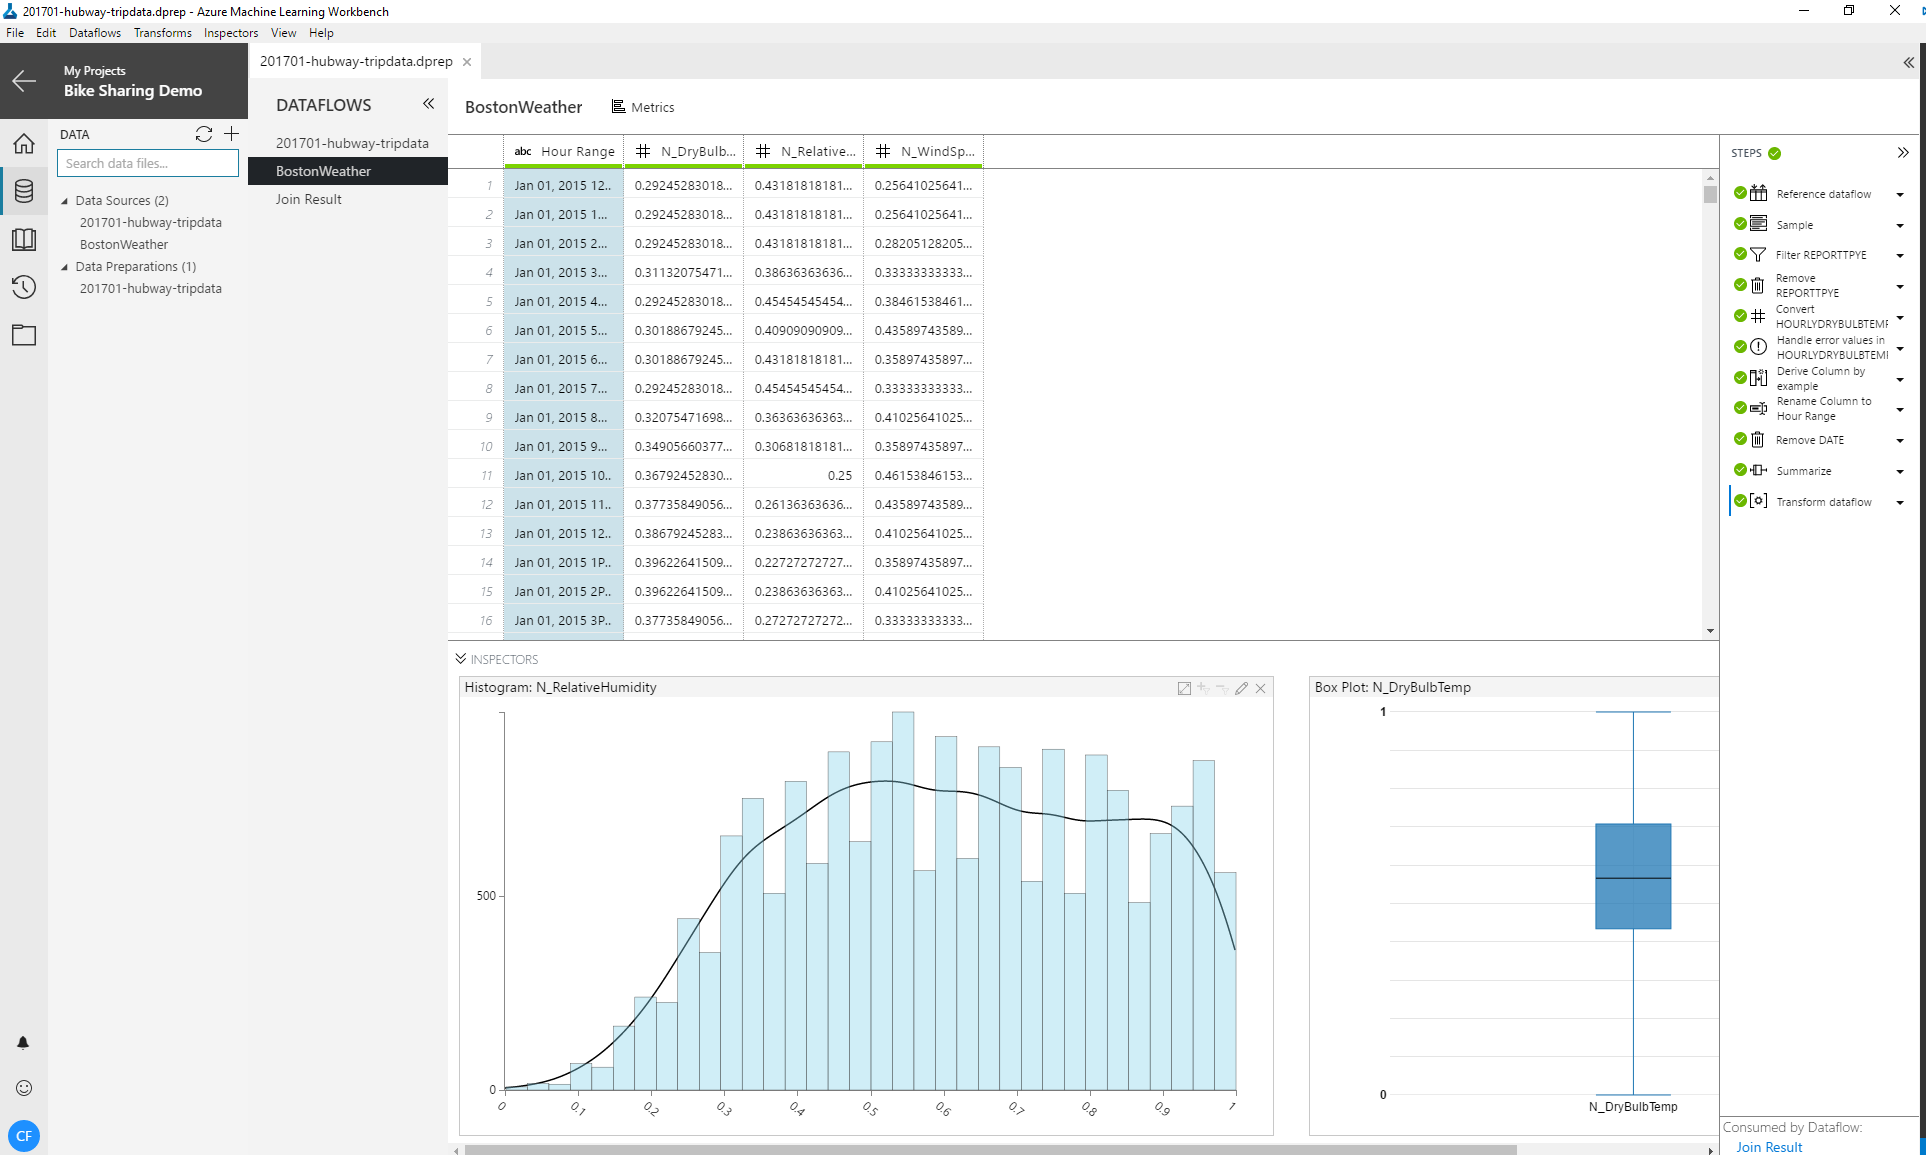 201701-hubway-tripdata.dprep - Azure Machine Learning Workbench
File Edit Dataflows Transforms Inspectors View Help
My Projects
Bike Sharing Demo
DATA
Search data files...
Data Sources (2)
201701-hubway-tripdata
BostonWeather
Data Preparations (1)
201701-hubway-tripdata
CF
201701-hubway-tripdata.dprep
DATAFLOWS
201701-hubway-tripdata
BostonWeather
Join Result
BostonWeather Metrics
abc Hour Range # N_DryBulb... # N_Relative... # N_WindSp...
1 Jan 01, 2015 12.. 0.29245283018... 0.43181818181... 0.25641025641...
2 Jan 01, 2015 1... 0.29245283018... 0.43181818181... 0.25641025641...
3 Jan 01, 2015 2... 0.29245283018... 0.43181818181... 0.28205128205...
4 Jan 01, 2015 3... 0.31132075471... 0.38636363636... 0.33333333333...
5 Jan 01, 2015 4... 0.29245283018... 0.45454545454... 0.38461538461...
6 Jan 01, 2015 5... 0.30188679245... 0.40909090909... 0.43589743589...
7 Jan 01, 2015 6... 0.30188679245... 0.43181818181... 0.35897435897...
8 Jan 01, 2015 7... 0.29245283018... 0.45454545454... 0.33333333333...
9 Jan 01, 2015 8... 0.32075471698... 0.36363636363... 0.41025641025...
10 Jan 01, 2015 9... 0.34905660377... 0.30681818181... 0.35897435897...
11 Jan 01, 2015 10.. 0.36792452830... 0.25 0.46153846153...
12 Jan 01, 2015 11.. 0.37735849056... 0.26136363636... 0.43589743589...
13 Jan 01, 2015 12.. 0.38679245283... 0.23863636363... 0.41025641025...
14 Jan 01, 2015 1P.. 0.39622641509... 0.22727272727... 0.35897435897...
15 Jan 01, 2015 2P.. 0.39622641509... 0.23863636363... 0.41025641025...
16 Jan 01, 2015 3P.. 0.37735849056... 0.27272727272... 0.33333333333...
INSPECTORS
Histogram: N_RelativeHumidity
500
0
0 0.1 0.2 0.3 0.4 0.5 0.6 0.7 0.8 0.9 1
Box Plot: N_DryBulbTemp
1
0
N_DryBulbTemp
STEPS
Reference dataflow
Sample
Filter REPORTTPYE
Remove
REPORTTPYE
Convert
HOURLYDRYBULBTEMF
Handle error values in
HOURLYDRYBULBTEMI
Derive Column by
example
Rename Column to
Hour Range
Remove DATE
Summarize
Transform dataflow
Consumed by Dataflow:
Join Result